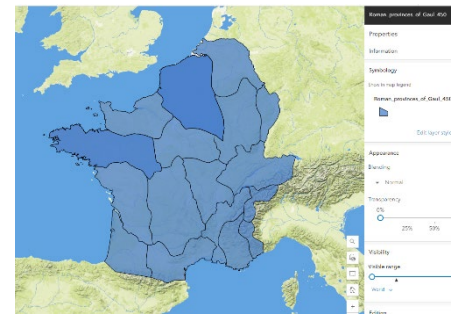 Roman provinces of Gaul 450
Properties
Information
Symbology
Show in map legend
Roman_provinces_of_Gaul_450
Edit layer style
Appearance
Blending
Normal
Transparency
0%
25% 50%
Visibility
Visible range
World
Editing